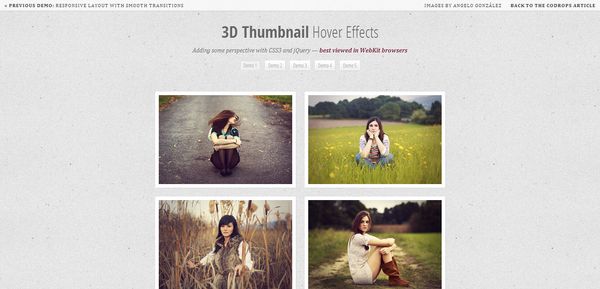 « PREVIOUS DEMO: RESPONSIVE LAYOUT WITH SMOOTH TRANSITIONS
IMAGES BY ANGELO GONZÁLEZ BACK TO THE CODROPS ARTICLE
3D Thumbnail Hover Effects
Adding some perspective with CSS3 and jQuery — best viewed in WebKit browsers
Demo 1 Demo 2 Demo 3 Demo 4 Demo 5